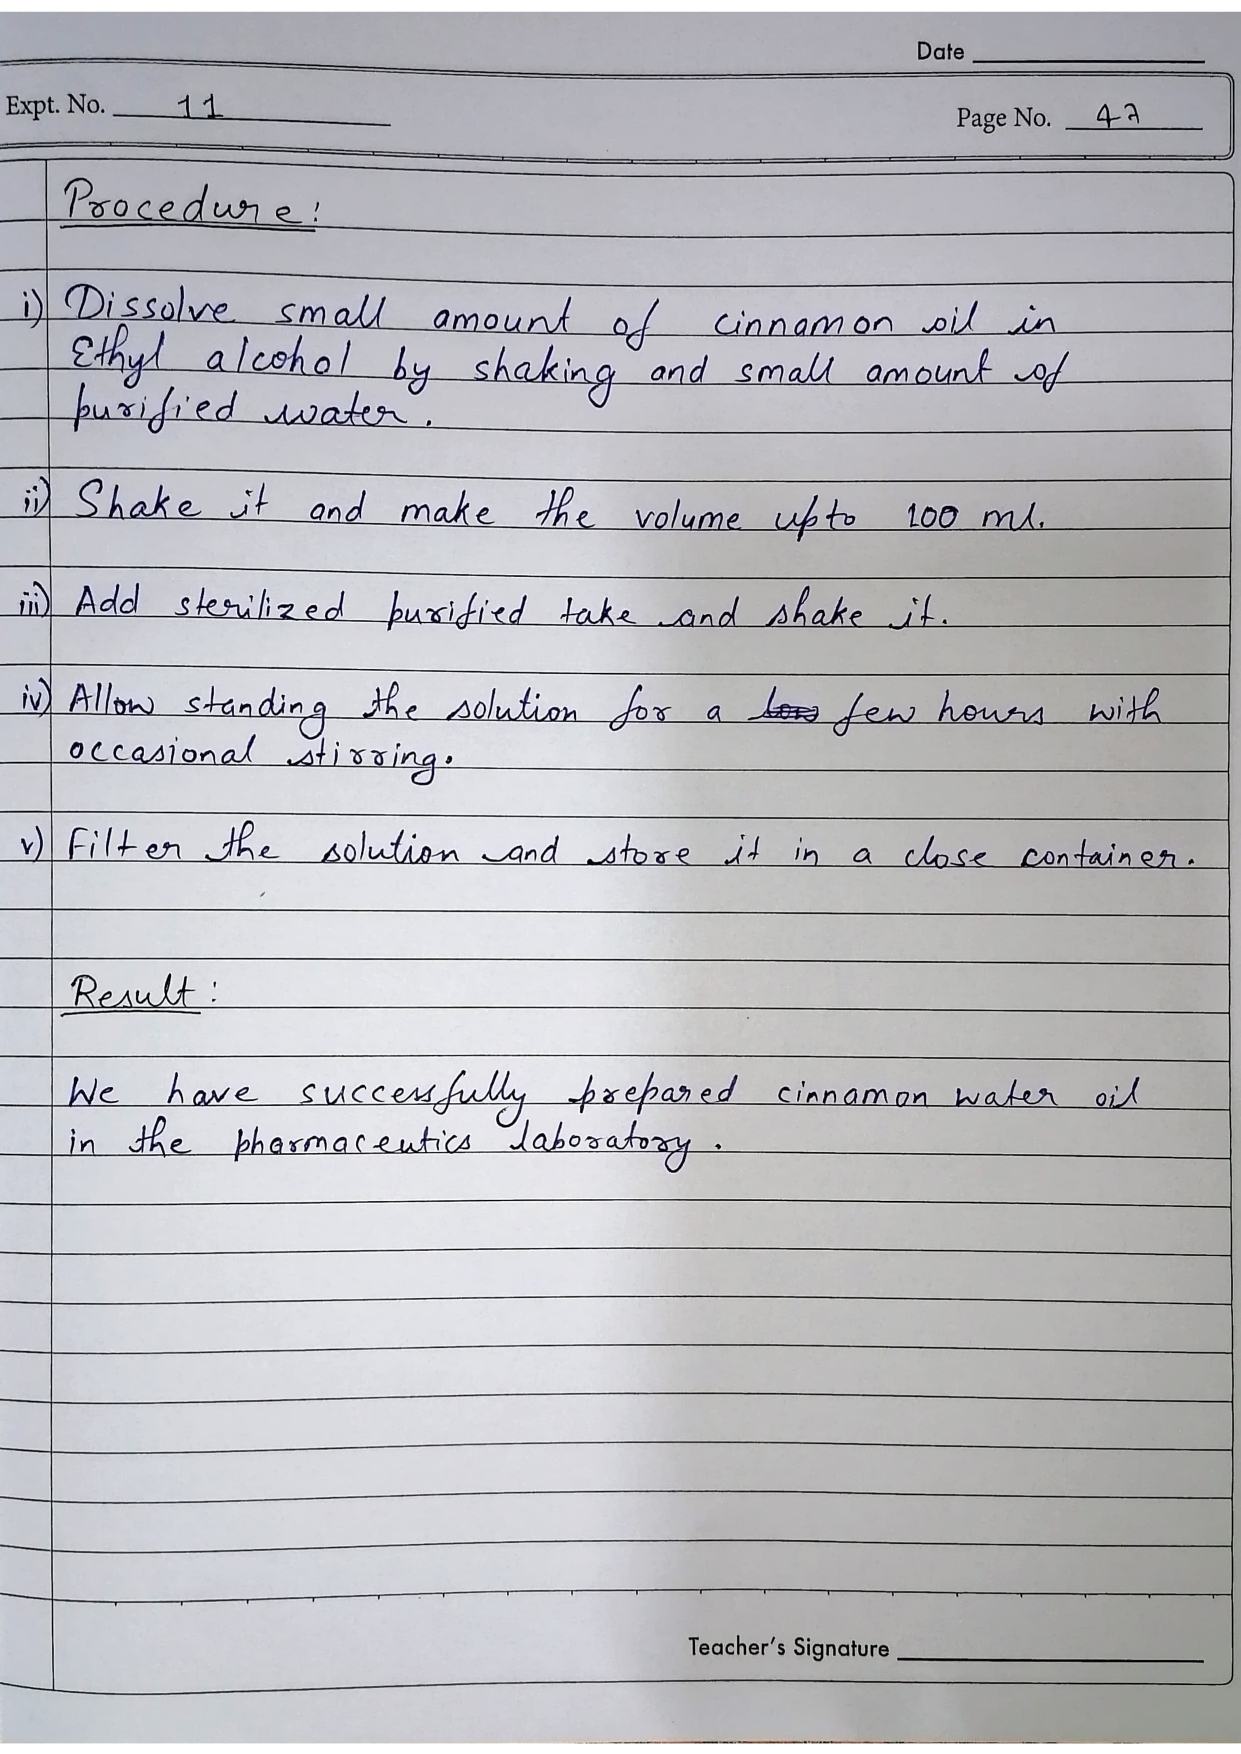 Date
Expt. No. 11
Page No. 47
Procedure:
i) Dissolve small amount of cinnamon oil in
Ethyl alcohol by shaking and small amount of
purified water.
ii) Shake it and make the volume upto 100 ml.
iii) Add sterilized purified take and shake it.
iv) Allow standing the solution for a few hours with
occasional stirring.
v) Filter the solution and store it in a close container.
Result:
We have successfully prepared cinnamon water oil
in the pharmaceutics laboratory.
Teacher's Signature